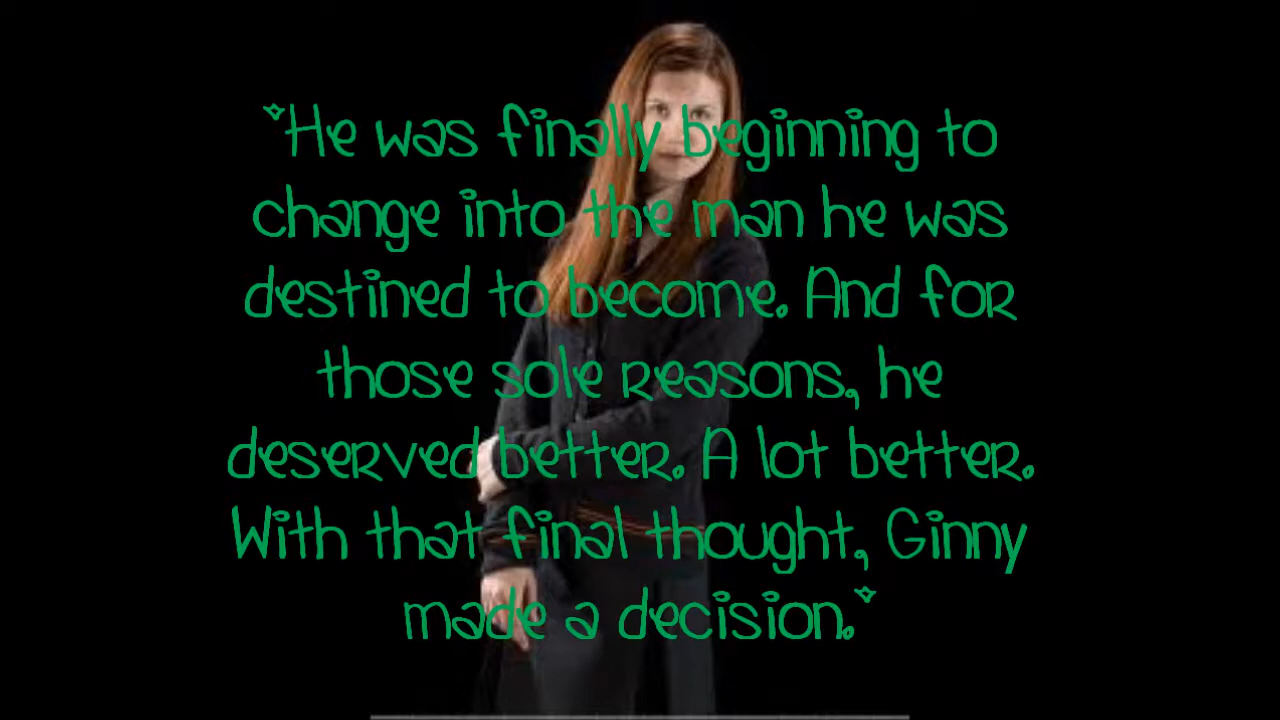 *He was finally beginning to
change into the man he was
destined to become. And for
those sole reasons, he
deserved better. A lot better.
With that final thought, Ginny
made a decision.*